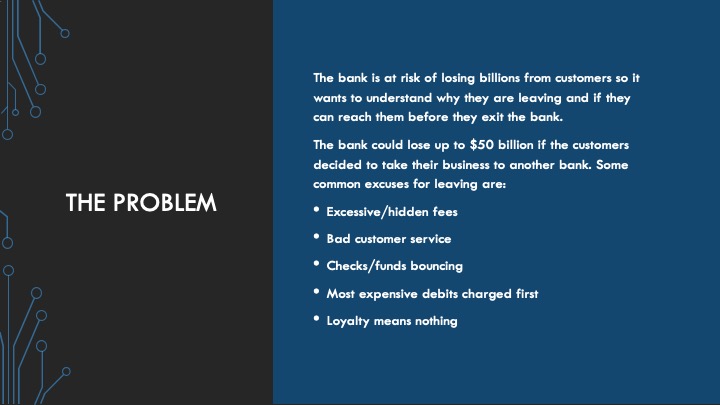 THE PROBLEM
The bank is at risk of losing billions from customers so it
wants to understand why they are leaving and if they
can reach them before they exit the bank.
The bank could lose up to $50 billion if the customers
decided to take their business to another bank. Some
common excuses for leaving are:
• Excessive/hidden fees
• Bad customer service
• Checks/funds bouncing
• Most expensive debits charged first
• Loyalty means nothing